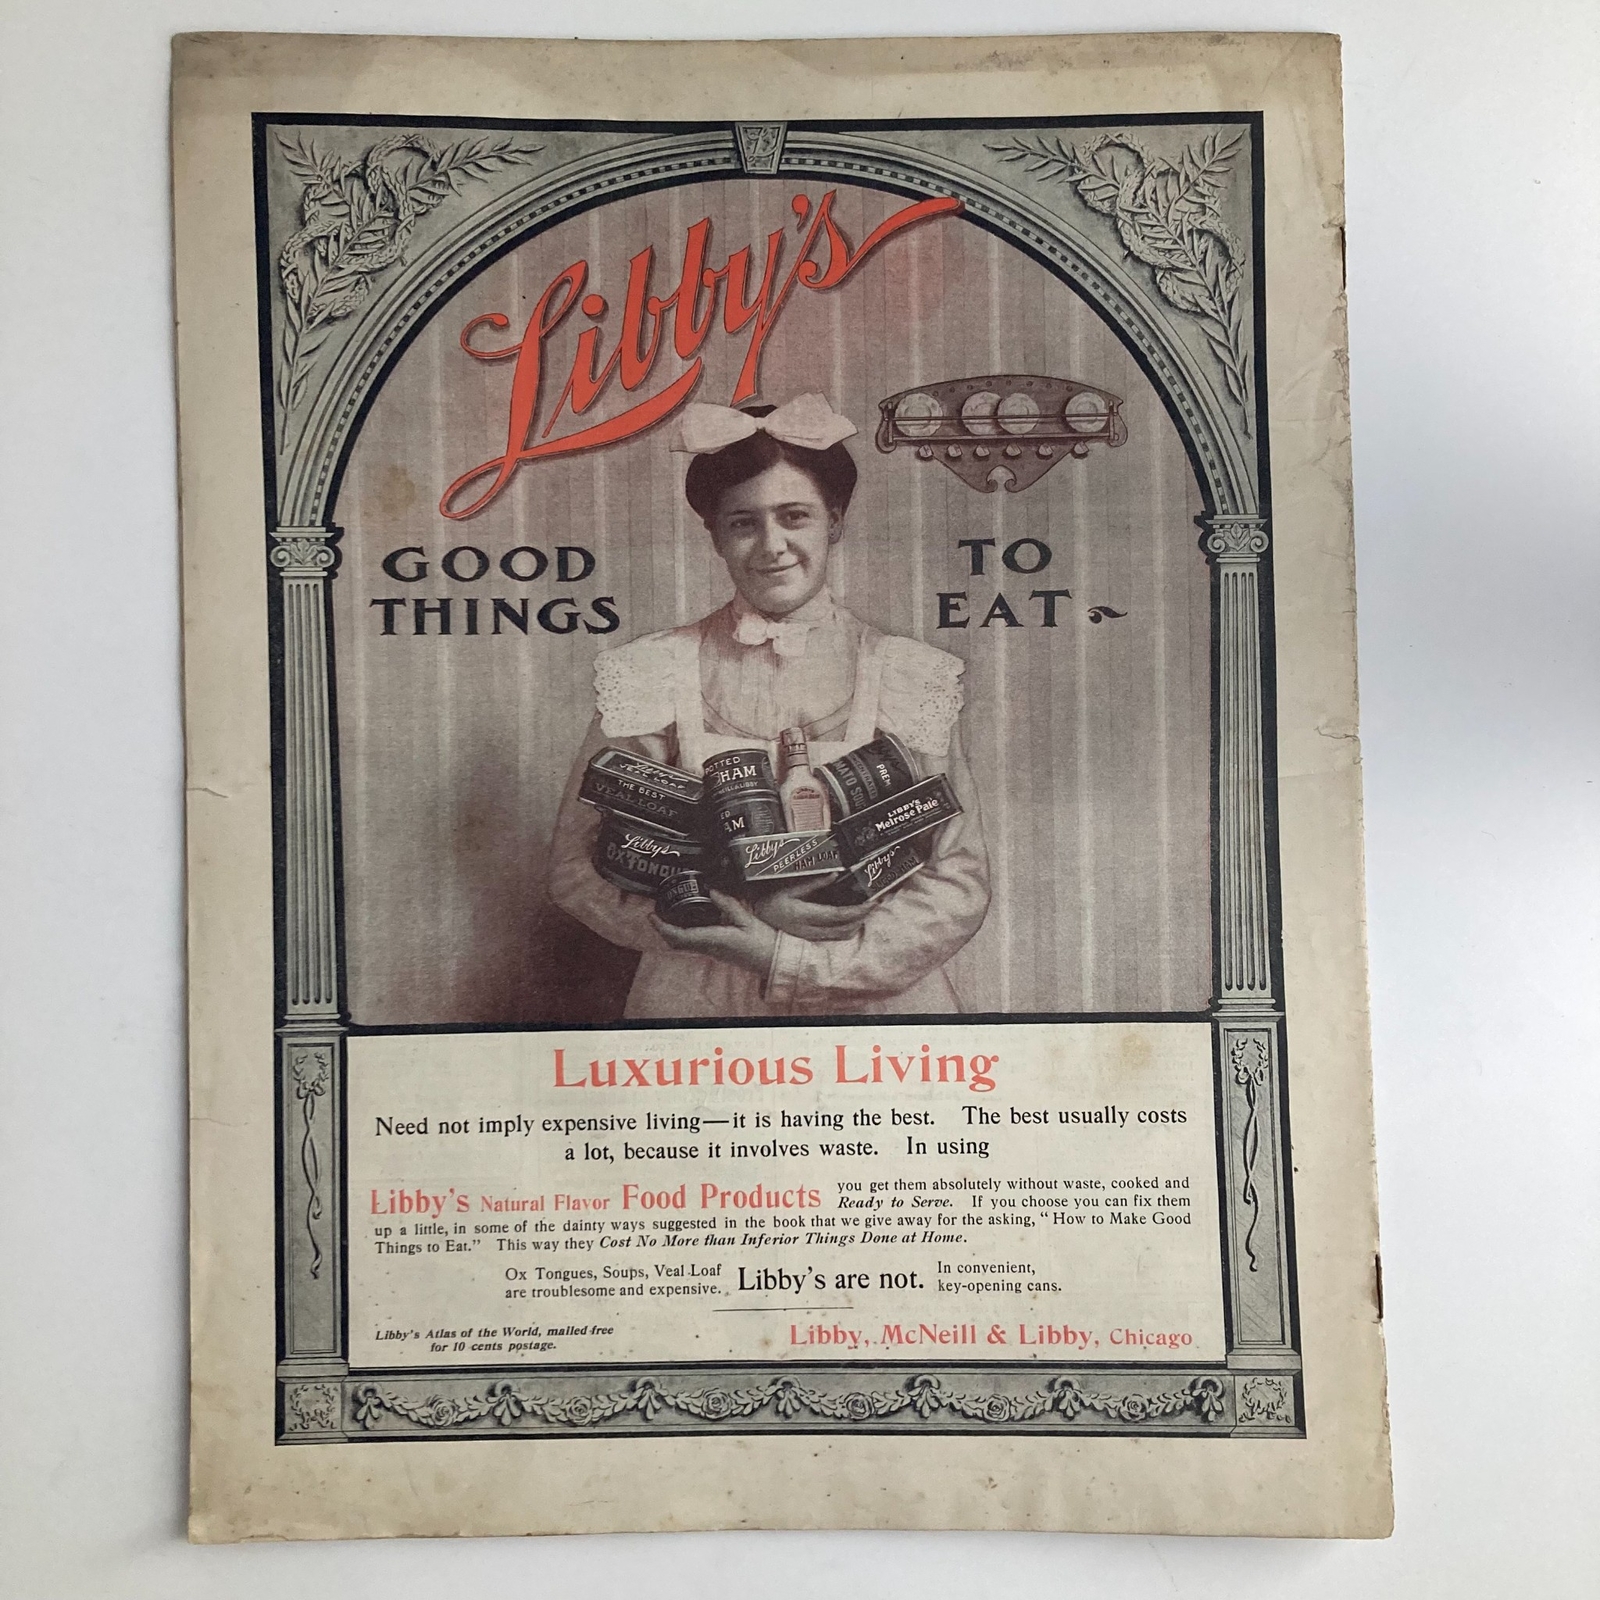 Libby's
GOOD THINGS
TO EAT
Libby's
VEAL LOAF
THE BEST
VEAL LOAF
POTTED
HAM
Libby's
OX TONGUE
Libby's
PEERLESS
HAM LOAF
PREM
LIBBY'S
Melrose Pate
Libby's
Luxurious Living
Need not imply expensive living—it is having the best. The best usually costs
a lot, because it involves waste. In using
Libby's Natural Flavor Food Products you get them absolutely without waste, cooked and
Ready to Serve. If you choose you can fix them
up a little, in some of the dainty ways suggested in the book that we give away for the asking, "How to Make Good
Things to Eat." This way they Cost No More than Inferior Things Done at Home.
Ox Tongues, Soups, Veal Loaf
are troublesome and expensive.
Libby's are not.
In convenient,
key-opening cans.
Libby's Atlas of the World, mailed free
for 10 cents postage.
Libby, McNeill & Libby, Chicago